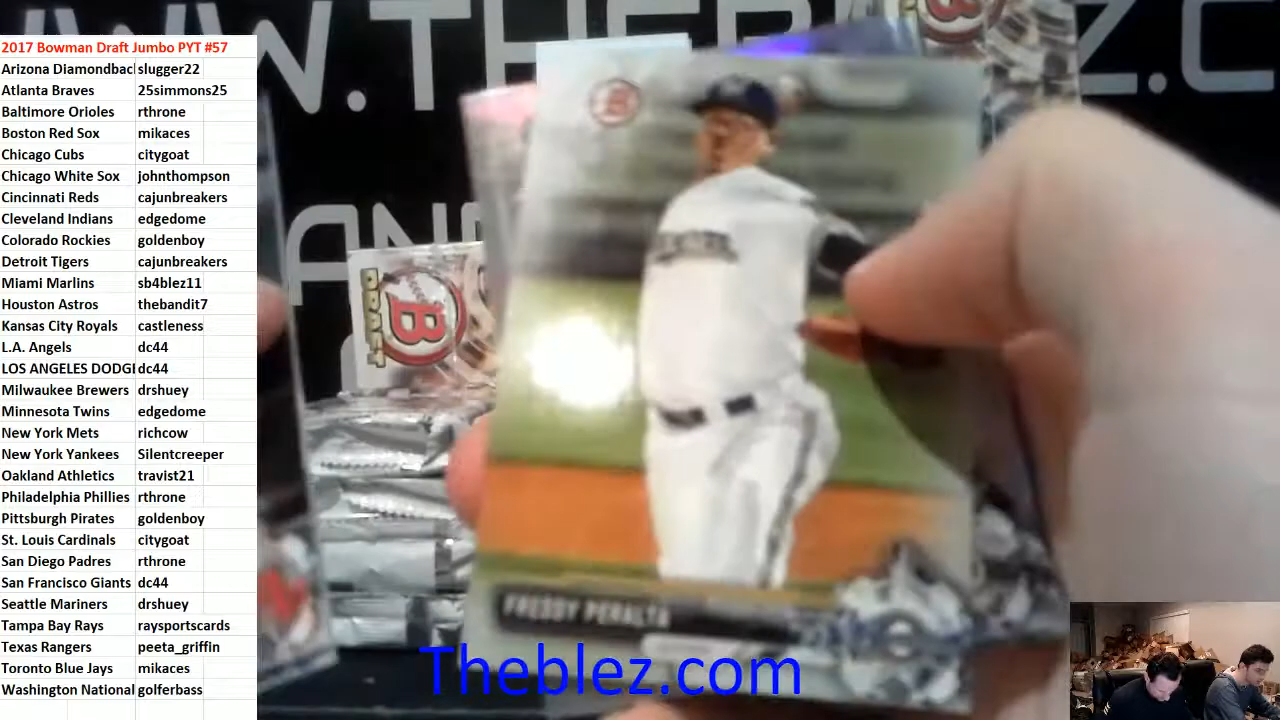 2017 Bowman Draft Jumbo PYT #57
Arizona Diamondbac slugger22
Atlanta Braves 25simmons25
Baltimore Orioles rthrone
Boston Red Sox mikaces
Chicago Cubs citygoat
Chicago White Sox johnthompson
Cincinnati Reds cajunbreakers
Cleveland Indians edgedome
Colorado Rockies goldenboy
Detroit Tigers cajunbreakers
Miami Marlins sb4blez11
Houston Astros thebandit7
Kansas City Royals castleness
L.A. Angels dc44
LOS ANGELES DODG dc44
Milwaukee Brewers drshuey
Minnesota Twins edgedome
New York Mets richcow
New York Yankees Silentcreeper
Oakland Athletics travist21
Philadelphia Phillies rthrone
Pittsburgh Pirates goldenboy
St. Louis Cardinals citygoat
San Diego Padres rthrone
San Francisco Giants dc44
Seattle Mariners drshuey
Tampa Bay Rays raysportscards
Texas Rangers peeta_griffin
Toronto Blue Jays mikaces
Washington National golferbass
WWW.THEB Z.C
B
B
DRAFT
FREDDY PERALTA
Theblez.com